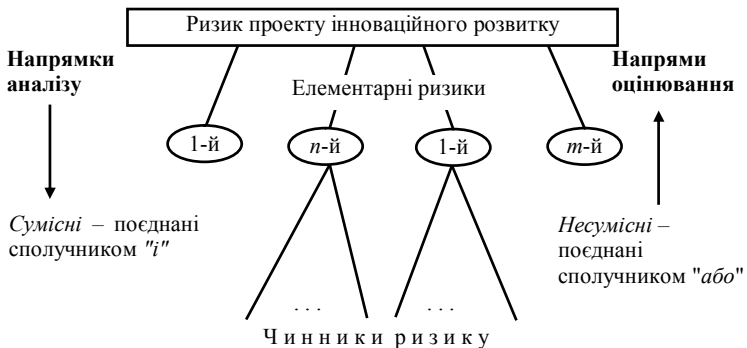 Ризик проекту інноваційного розвитку
Напрямки
аналізу
Напрями
оцінювання
Елементарні ризики
1-й
n-й
1-й
m-й
Сумісні – поєднані
сполучником "і"
Несумісні –
поєднані
сполучником "або"
. . .
. . .
Чинники ризику